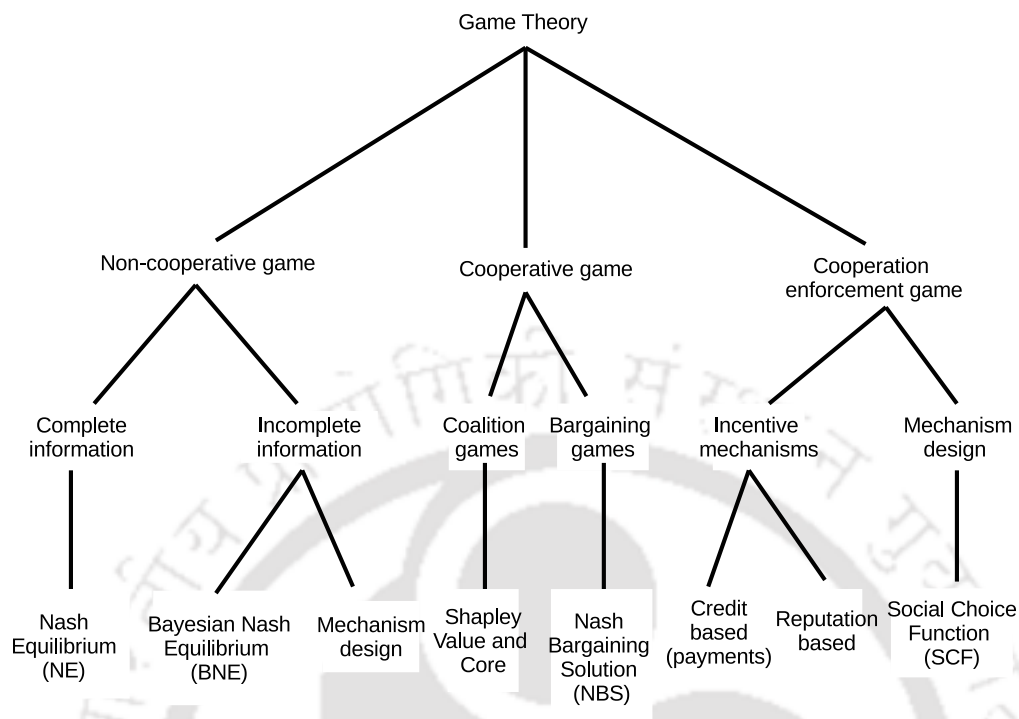 Game Theory
Non-cooperative game
Cooperative game
Cooperation
enforcement game
Complete
information
Incomplete
information
Coalition
games
Bargaining
games
Incentive
mechanisms
Mechanism
design
Nash
Equilibrium
(NE)
Bayesian Nash
Equilibrium
(BNE)
Mechanism
design
Shapley
Value and
Core
Nash
Bargaining
Solution
(NBS)
Credit
based
(payments)
Reputation
based
Social Choice
Function
(SCF)